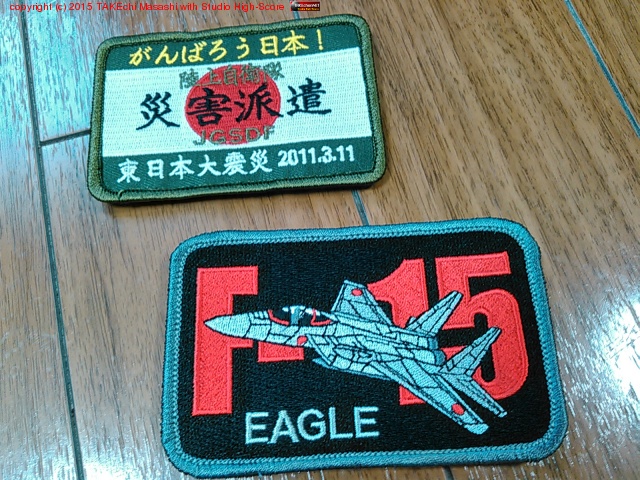 copyright (c) 2015 TAKEchi Masashi with Studio High-Score
がんばろう日本！
陸上自衛隊
災害派遣
JGSDF
東日本大震災 2011.3.11
F-15
EAGLE